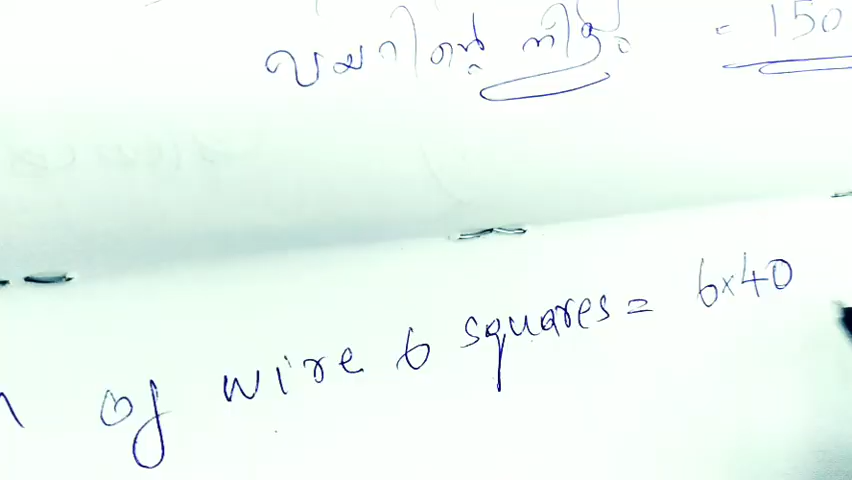 വയറിന്റെ നീളം = 150
of wire 6 squares = 6×40